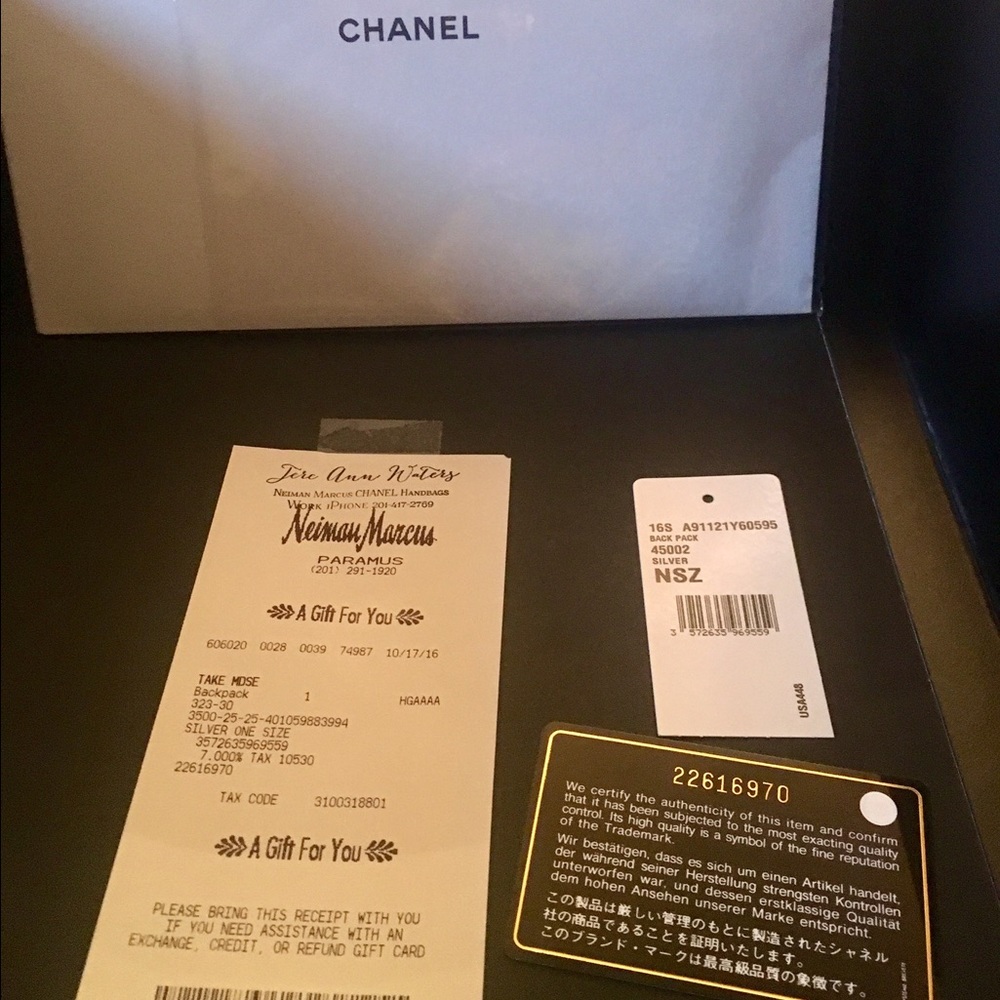 CHANEL
Jere Ann Waters
NEIMAN MARCUS CHANEL HANDBAGS
WORK iPHONE 201-417-2769
Neiman Marcus
PARAMUS
(201) 291-1920
A Gift For You
606020 0028 0039 74987 10/17/16
TAKE MDSE
Backpack 1 HGAAAA
323-30
3500-25-25-401059883994
SILVER ONE SIZE
3572635969559
7.000% TAX 10530
22616970
TAX CODE 3100318801
A Gift For You
PLEASE BRING THIS RECEIPT WITH YOU
IF YOU NEED ASSISTANCE WITH AN
EXCHANGE, CREDIT, OR REFUND GIFT CARD
16S A91121Y60595
BACK PACK
45002
SILVER
NSZ
3 572635 969559
USA448
22616970
We certify the authenticity of this item and confirm
that it has been subjected to the most exacting quality
control. Its high quality is a symbol of the fine reputation
of the Trademark.
Wir bestätigen, dass es sich um einen Artikel handelt,
der während seiner Herstellung strengsten Kontrollen
unterworfen war, und dessen erstklassige Qualität
dem hohen Ansehen unserer Marke entspricht.
この製品は厳しい管理のもとに製造されたシャネル
社の商品であることを証明いたします。
このブランド・マークは最高級品質の象徴です。